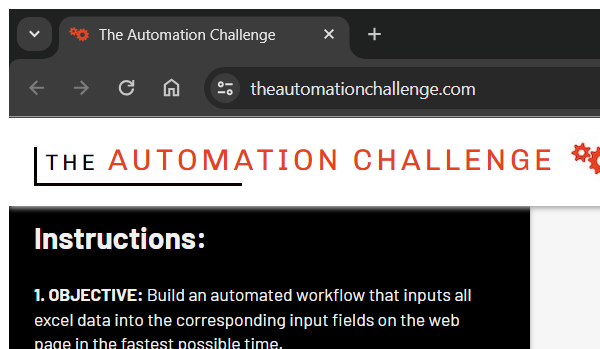 The Automation Challenge
theautomationchallenge.com
THE AUTOMATION CHALLENGE
Instructions:
1. OBJECTIVE: Build an automated workflow that inputs all
excel data into the corresponding input fields on the web
page in the fastest possible time.